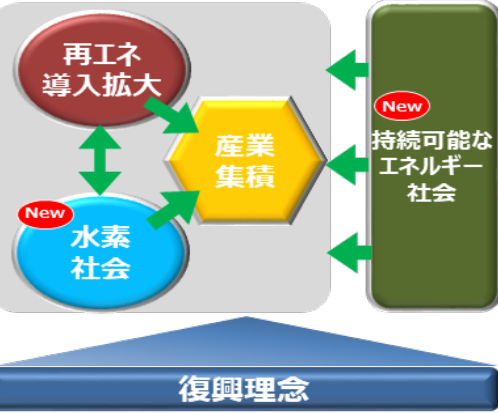 再エネ
導入拡大
産業
集積
New
水素
社会
New
持続可能な
エネルギー
社会
復興理念